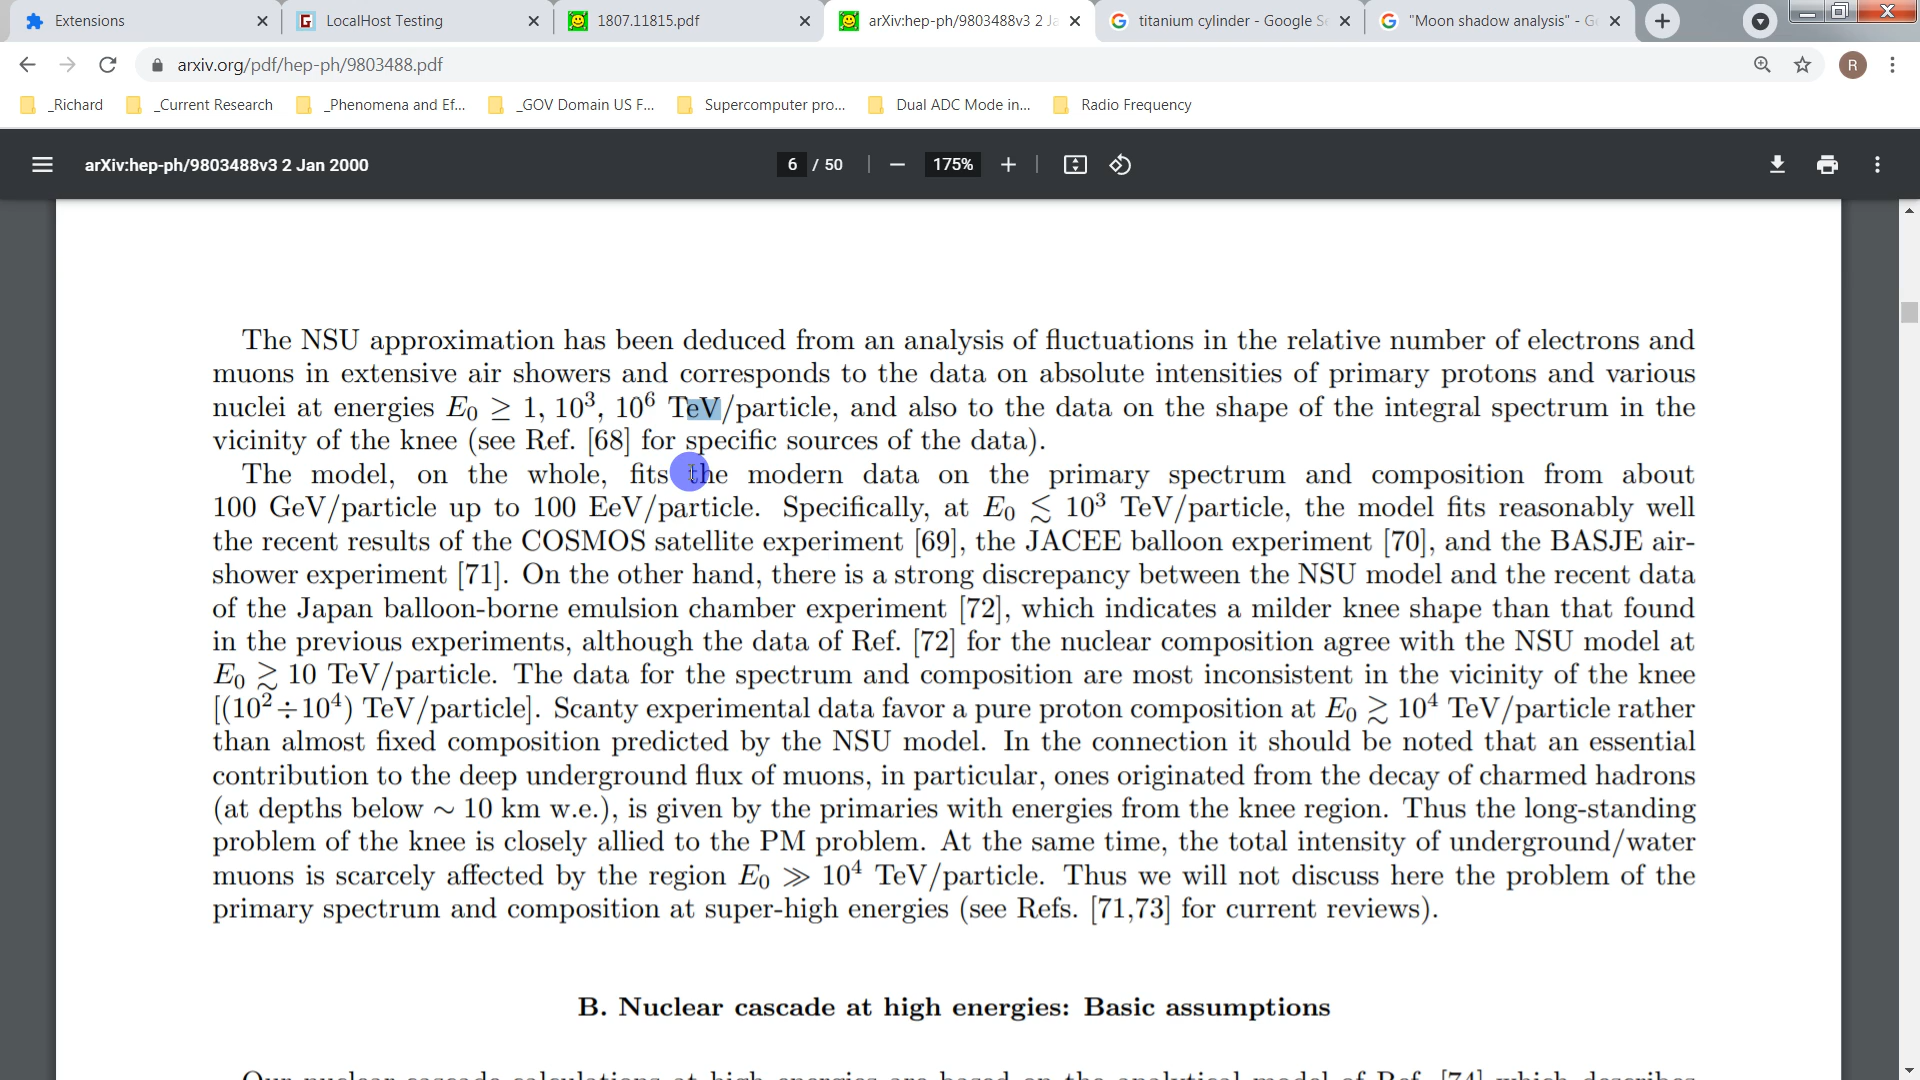 Extensions
LocalHost Testing
1807.11815.pdf
arXiv:hep-ph/9803488v3 2 Ja
titanium cylinder - Google Se
"Moon shadow analysis" - G
arxiv.org/pdf/hep-ph/9803488.pdf
R
_Richard
_Current Research
_Phenomena and Ef...
_GOV Domain US F...
Supercomputer pro...
Dual ADC Mode in...
Radio Frequency
arXiv:hep-ph/9803488v3 2 Jan 2000
6 / 50
175%
The NSU approximation has been deduced from an analysis of fluctuations in the relative number of electrons and
muons in extensive air showers and corresponds to the data on absolute intensities of primary protons and various
nuclei at energies E₀ ≥ 1, 10³, 10⁶ TeV/particle, and also to the data on the shape of the integral spectrum in the
vicinity of the knee (see Ref. [68] for specific sources of the data).
The model, on the whole, fits the modern data on the primary spectrum and composition from about
100 GeV/particle up to 100 EeV/particle. Specifically, at E₀ ≲ 10³ TeV/particle, the model fits reasonably well
the recent results of the COSMOS satellite experiment [69], the JACEE balloon experiment [70], and the BASJE air-
shower experiment [71]. On the other hand, there is a strong discrepancy between the NSU model and the recent data
of the Japan balloon-borne emulsion chamber experiment [72], which indicates a milder knee shape than that found
in the previous experiments, although the data of Ref. [72] for the nuclear composition agree with the NSU model at
E₀ ≳ 10 TeV/particle. The data for the spectrum and composition are most inconsistent in the vicinity of the knee
[(10²÷10⁴) TeV/particle]. Scanty experimental data favor a pure proton composition at E₀ ≳ 10⁴ TeV/particle rather
than almost fixed composition predicted by the NSU model. In the connection it should be noted that an essential
contribution to the deep underground flux of muons, in particular, ones originated from the decay of charmed hadrons
(at depths below ∼ 10 km w.e.), is given by the primaries with energies from the knee region. Thus the long-standing
problem of the knee is closely allied to the PM problem. At the same time, the total intensity of underground/water
muons is scarcely affected by the region E₀ ≫ 10⁴ TeV/particle. Thus we will not discuss here the problem of the
primary spectrum and composition at super-high energies (see Refs. [71,73] for current reviews).
B. Nuclear cascade at high energies: Basic assumptions
Our nuclear cascade calculations at high energies are based on the analytical model of Ref. [74] which describes